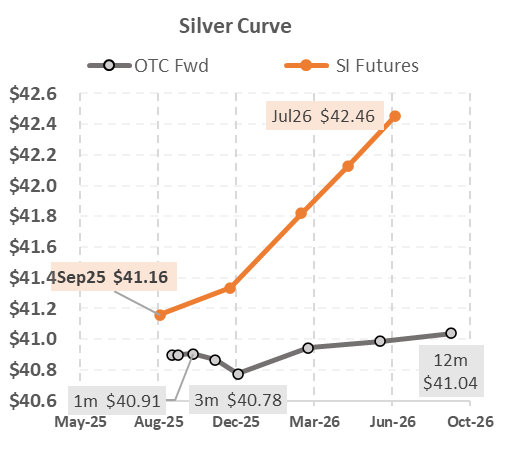 Silver Curve
OTC Fwd
SI Futures
$42.6
$42.4
$42.2
$42.0
$41.8
$41.6
$41.4
$41.2
$41.0
$40.8
$40.6
Jul26 $42.46
Sep25 $41.16
1m $40.91
3m $40.78
12m
$41.04
May-25
Aug-25
Dec-25
Mar-26
Jun-26
Oct-26